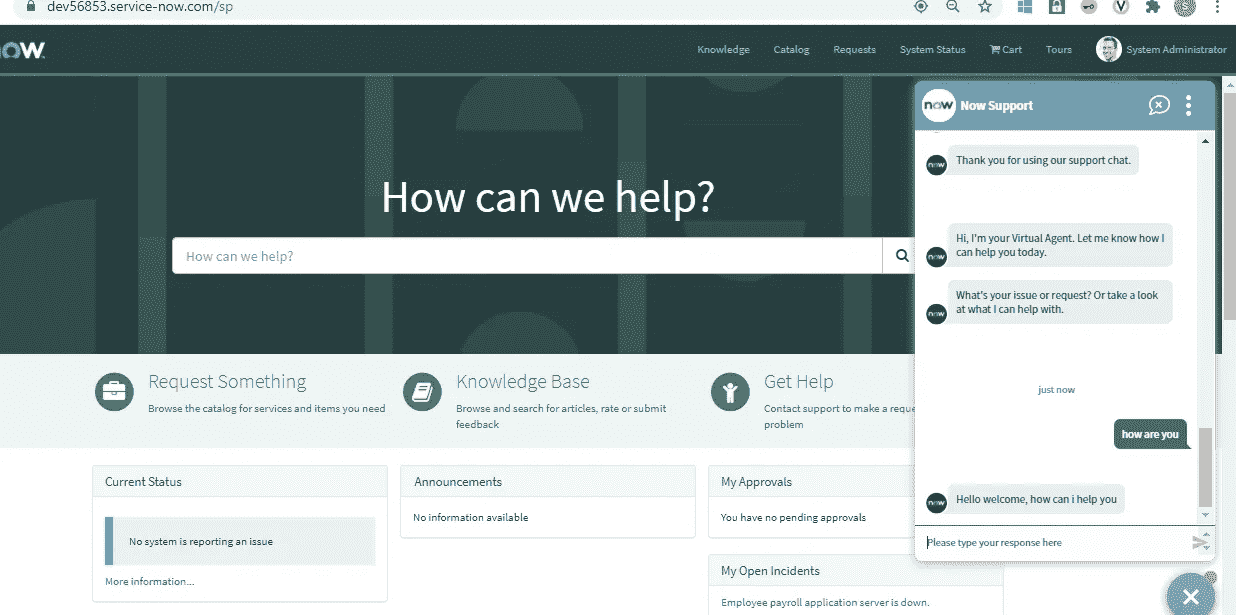 dev56853.service-now.com/sp
now
Knowledge Catalog Requests System Status Cart Tours System Administrator
How can we help?
How can we help?
Request Something
Browse the catalog for services and items you need
Knowledge Base
Browse and search for articles, rate or submit
feedback
Get Help
Contact support to make a reque
problem
Current Status
No system is reporting an issue
More information...
Announcements
No information available
My Approvals
You have no pending approvals
My Open Incidents
Employee payroll application server is down.
now Now Support
now Thank you for using our support chat.
Hi, I'm your Virtual Agent. Let me know how I
now can help you today.
What's your issue or request? Or take a look
now at what I can help with.
just now
how are you
now Hello welcome, how can i help you
Please type your response here